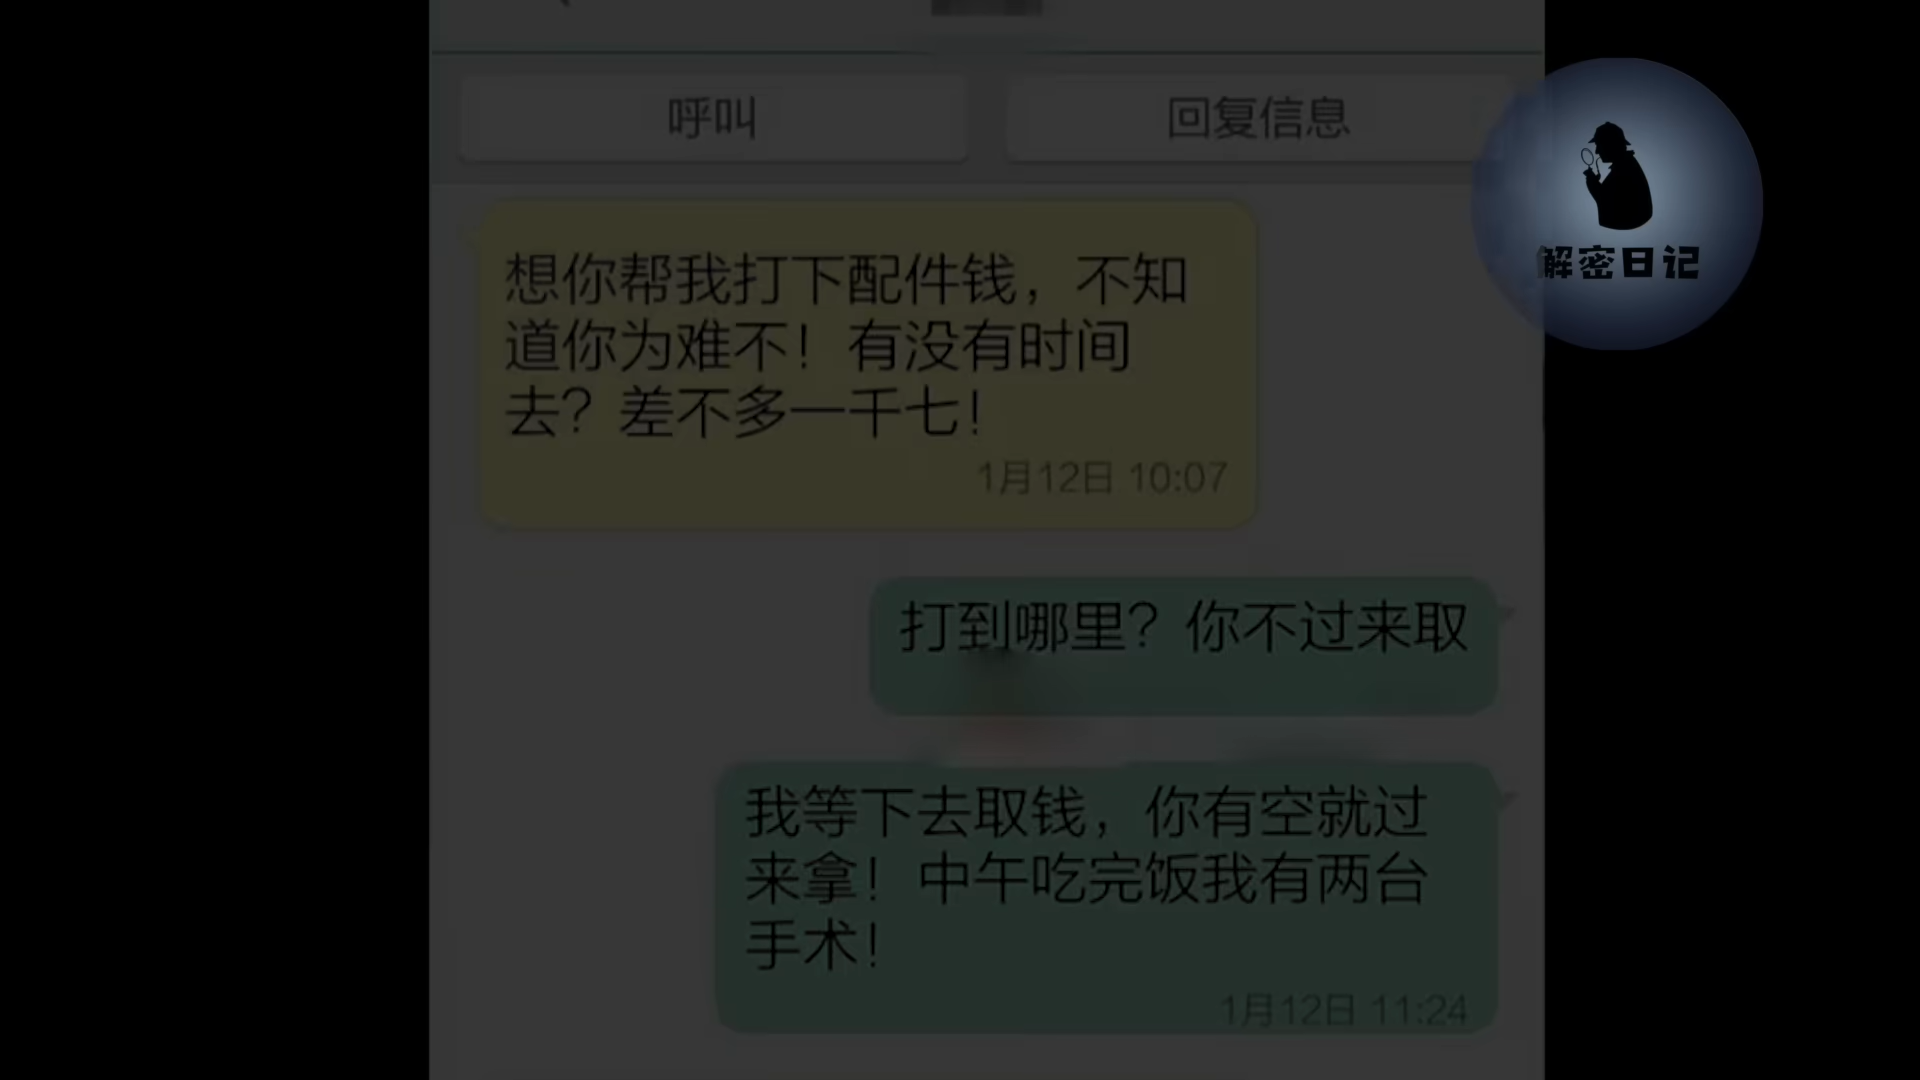 呼叫
回复信息
解密日记
想你帮我打下配件钱，不知
道你为难不！有没有时间
去？差不多一千七！
1月12日 10:07
打到哪里？你不过来取
我等下去取钱，你有空就过
来拿！中午吃完饭我有两台
手术！
1月12日 11:24